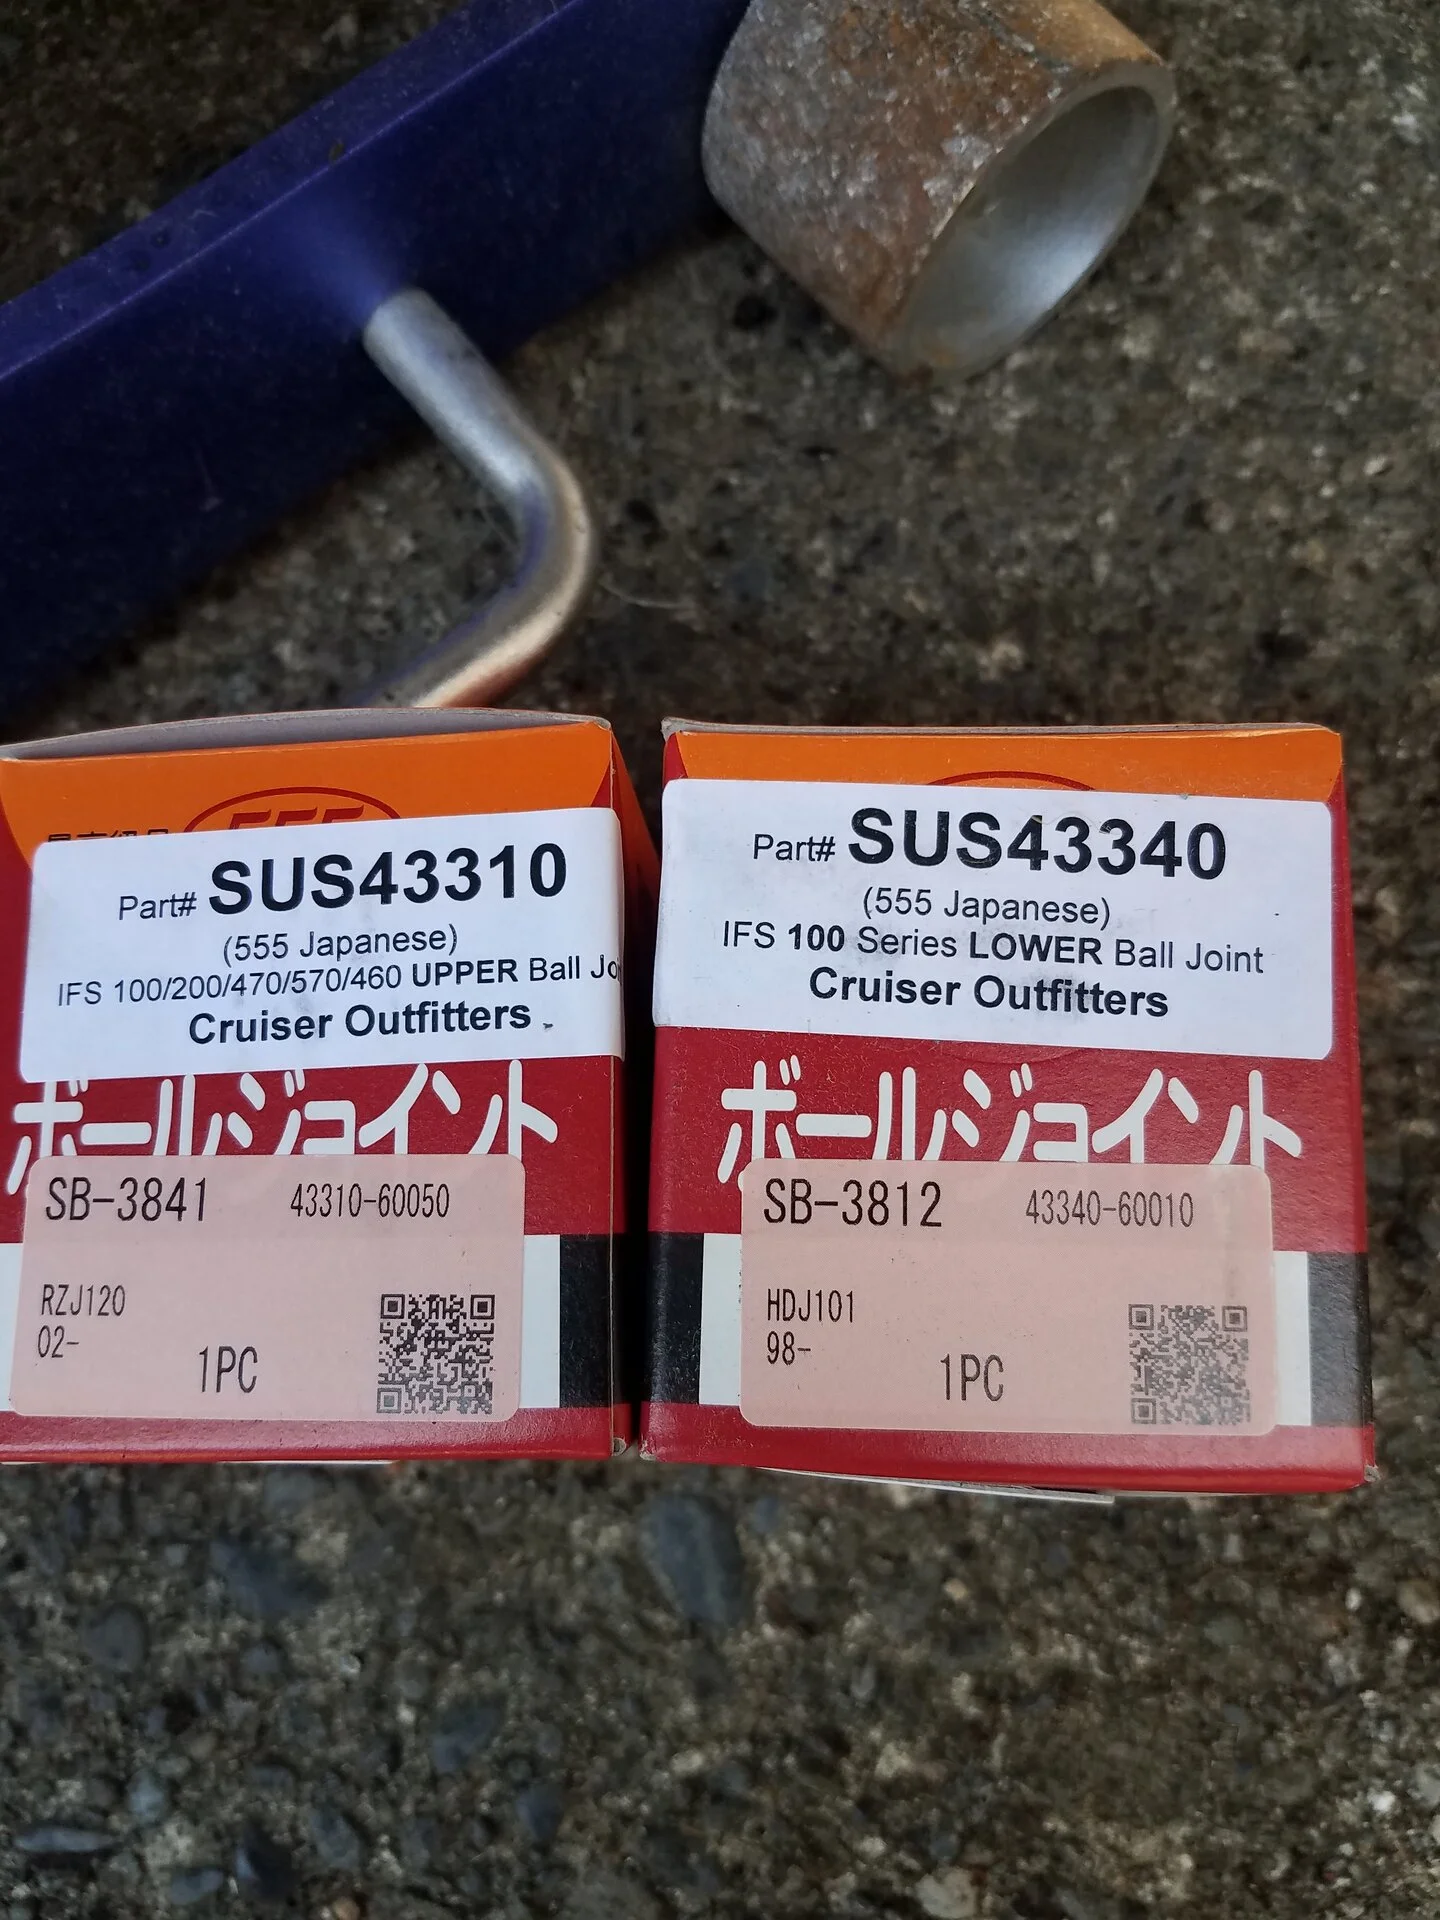 555
Part# SUS43310
(555 Japanese)
IFS 100/200/470/570/460 UPPER Ball
Cruiser Outfitters
ボールジョイント
SB-3841 43310-60050
RZJ120
02-
1PC
Part# SUS43340
(555 Japanese)
IFS 100 Series LOWER Ball Joint
Cruiser Outfitters
ボールジョイント
SB-3812 43340-60010
HDJ101
98-
1PC